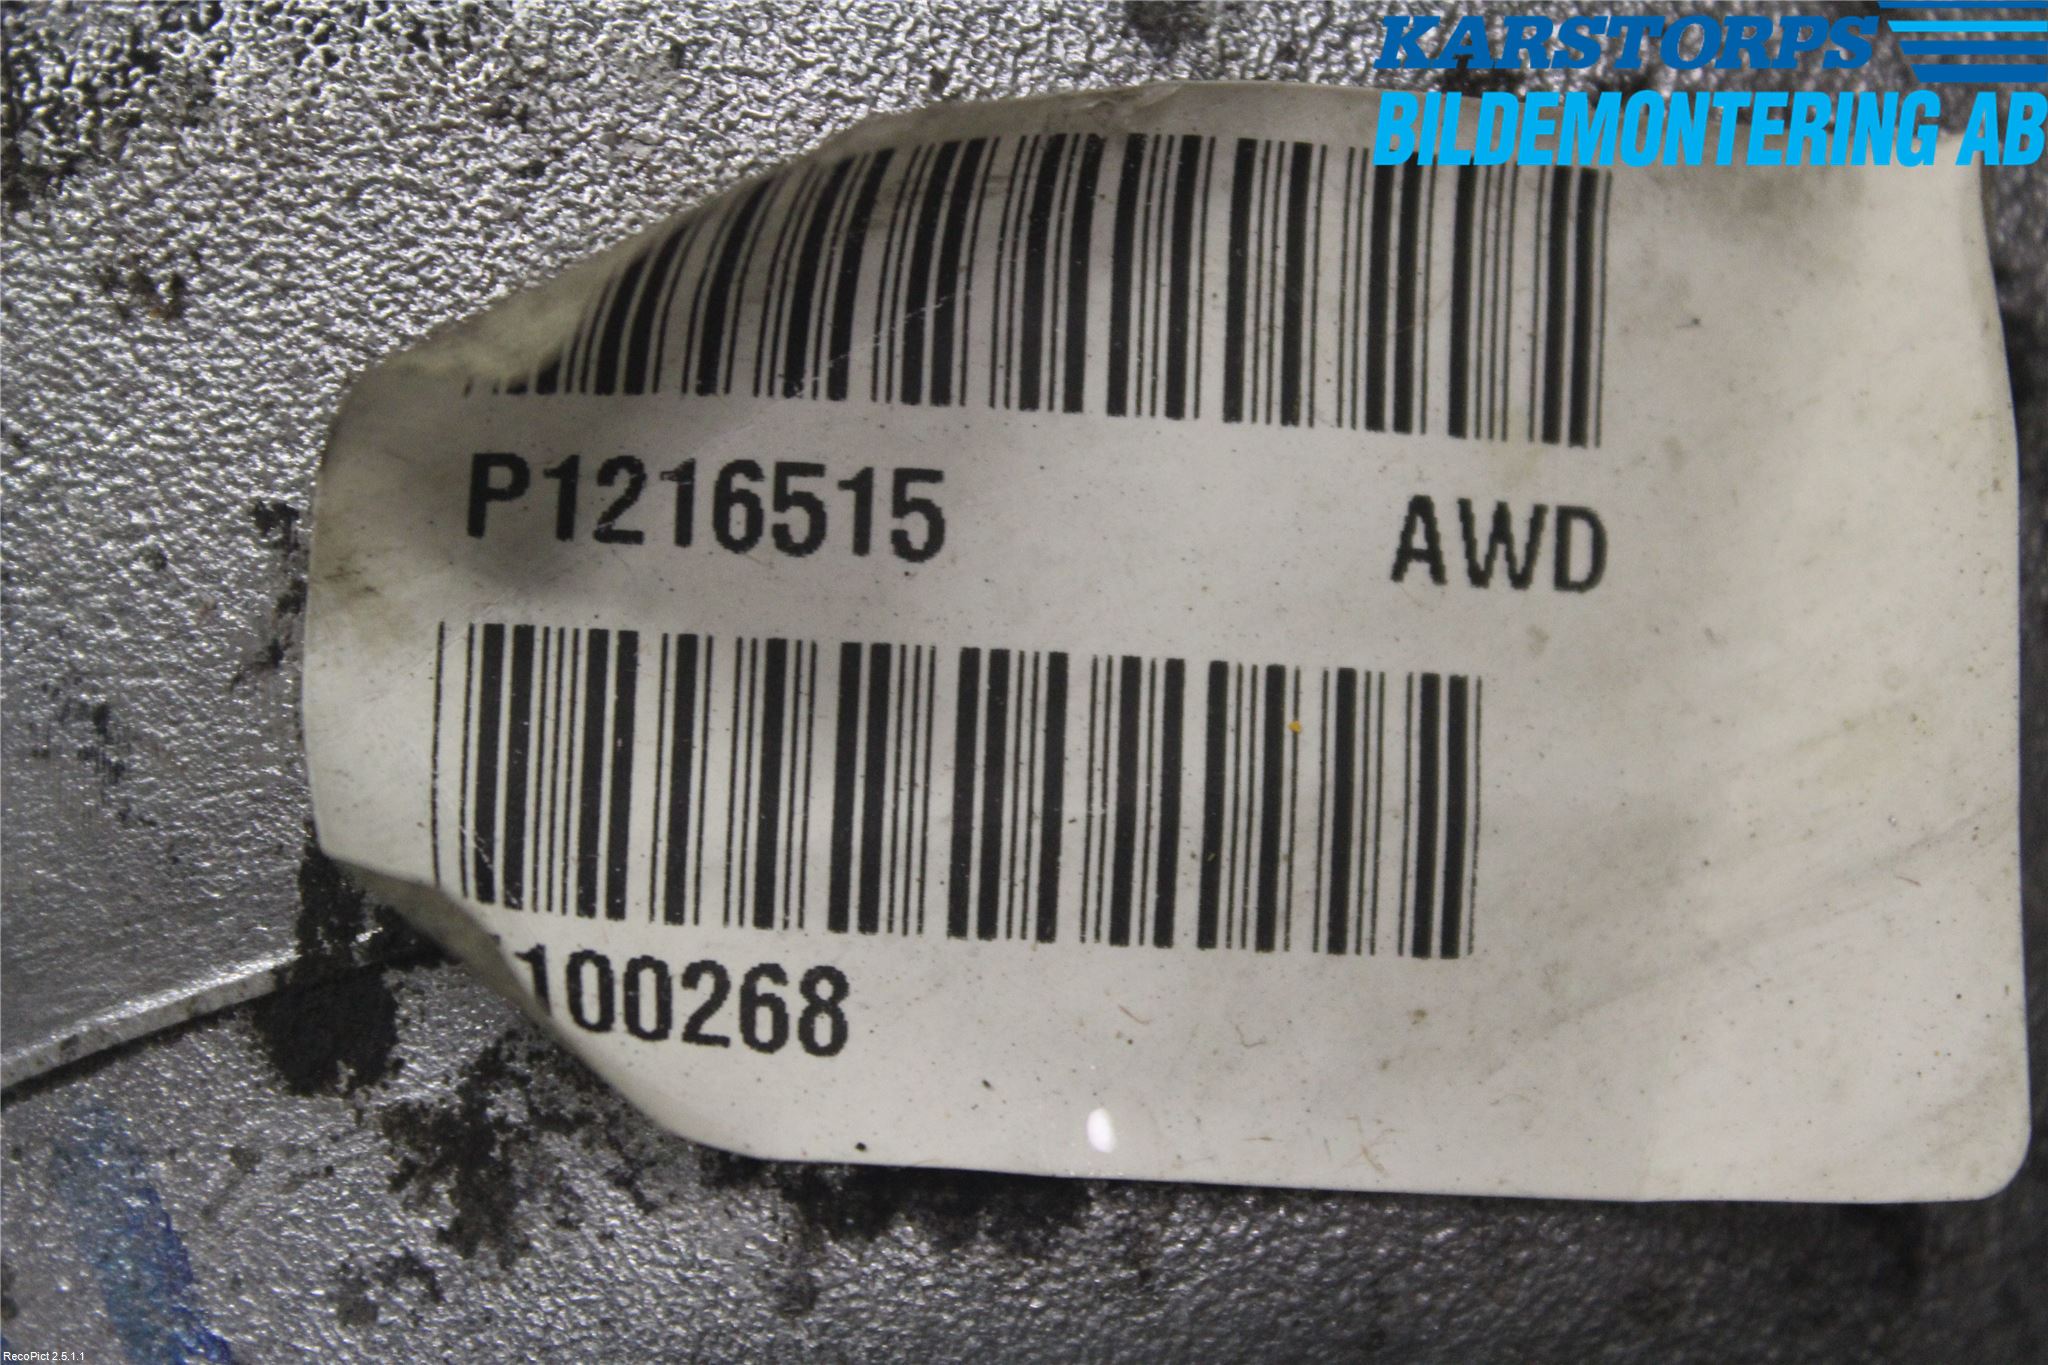 KARSTORPS
BILDEMONTERING AB
P1216515 AWD
100268
RecoPict 2.5.1.1